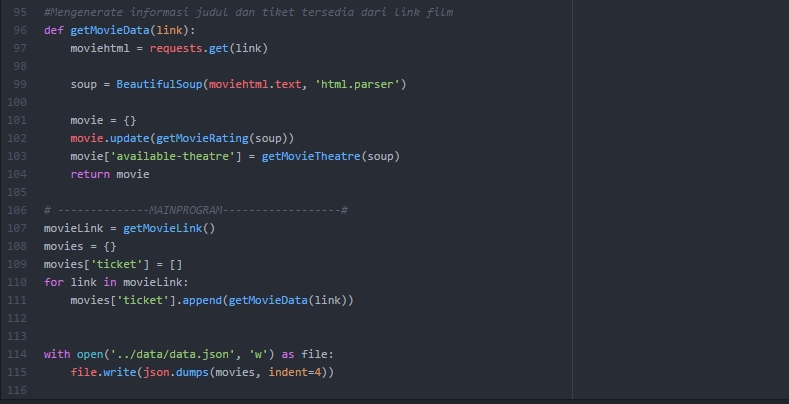 95 #Mengenerate informasi judul dan tiket tersedia dari link film
96 def getMovieData(link):
97     moviehtml = requests.get(link)
98
99     soup = BeautifulSoup(moviehtml.text, 'html.parser')
100
101     movie = {}
102     movie.update(getMovieRating(soup))
103     movie['available-theatre'] = getMovieTheatre(soup)
104     return movie
105
106 # --------------MAINPROGRAM------------------#
107 movieLink = getMovieLink()
108 movies = {}
109 movies['ticket'] = []
110 for link in movieLink:
111     movies['ticket'].append(getMovieData(link))
112
113
114 with open('../data/data.json', 'w') as file:
115     file.write(json.dumps(movies, indent=4))
116